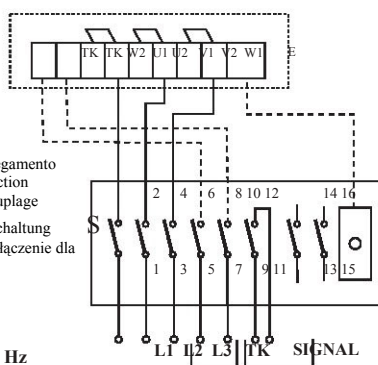 TK TK W2 U1 U2 V1 V2 W1 E
egamento
ction
uplage
chaltung
łączenie dla
S
2 4 6 8 10 12 14 16
1 3 5 7 9 11 13 15
L1 L2 L3 TK SIGNAL
Hz